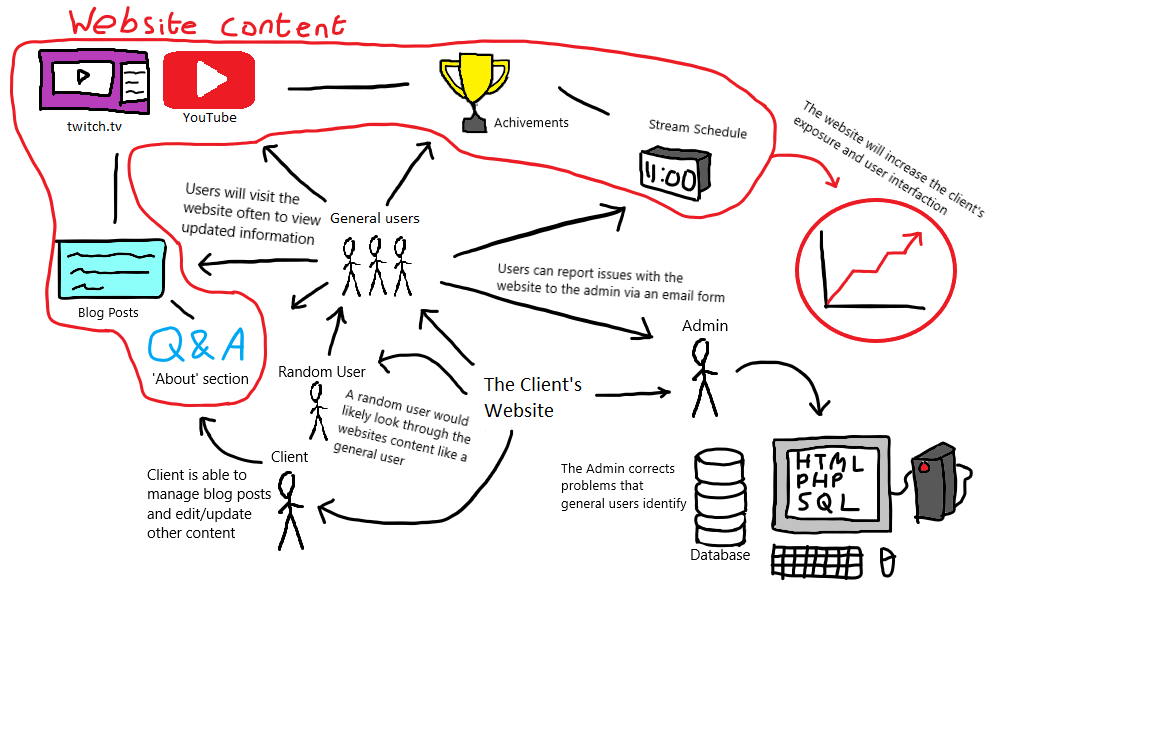 Website content
twitch.tv
YouTube
Achivements
Stream Schedule
4:00
The website will increase the client's
exposure and user interfaction
Users will visit the
website often to view
updated information
General users
Users can report issues with the
website to the admin via an email form
Blog Posts
Q&A
'About' section
Random User
A random user would
likely look through the
websites content like a
general user
The Client's
Website
Admin
Client
Client is able to
manage blog posts
and edit/update
other content
The Admin corrects
problems that
general users identify
Database
HTML
PHP
SQL